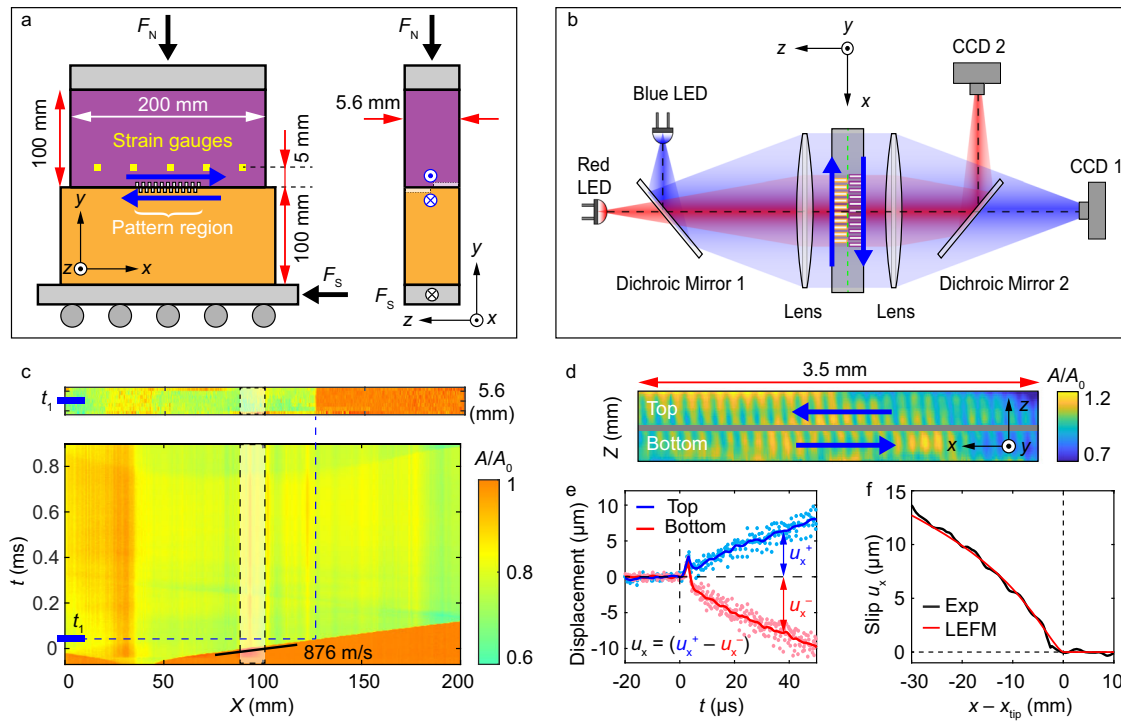 a
F_N
F_N
200 mm
100 mm
Strain gauges
5 mm
5.6 mm
Pattern region
100 mm
y
z
x
F_S
F_S
y
z
x
b
y
z
x
CCD 2
Blue LED
CCD 1
Red LED
Dichroic Mirror 1
Lens
Lens
Dichroic Mirror 2
c
t_1
5.6
(mm)
A/A_0
1
0.8
0.6
t (ms)
0.8
0.6
0.4
0.2
t_1
0
876 m/s
0
50
100
150
200
X (mm)
d
3.5 mm
A/A_0
1.2
0.7
Z (mm)
Top
Bottom
z
x
y
e
Displacement (μm)
10
5
0
-5
-10
Top
Bottom
u_x^+
u_x^-
u_x = (u_x^+ − u_x^-)
-20
0
20
40
t (μs)
f
Slip u_x (μm)
15
10
5
0
Exp
LEFM
-30
-20
-10
0
10
x − x_tip (mm)